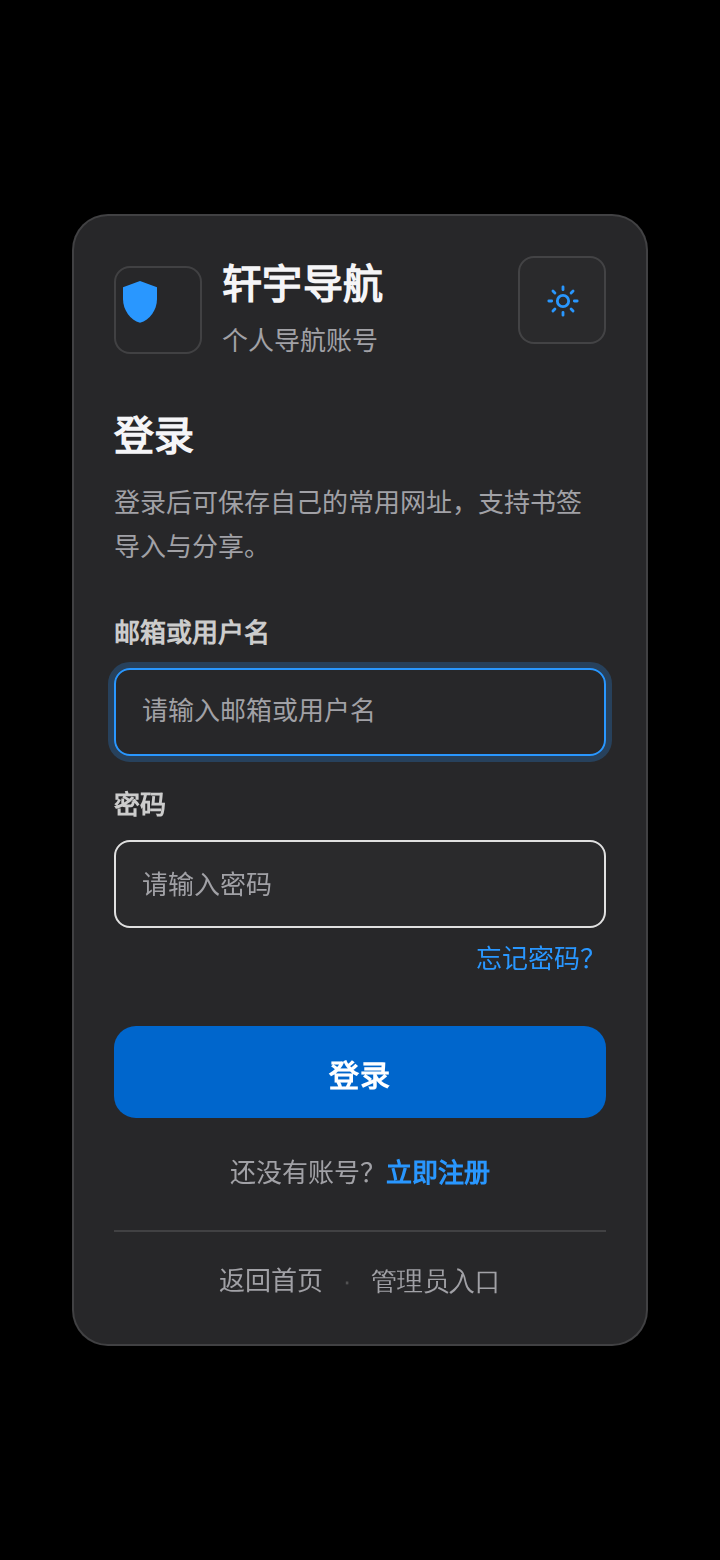 轩宇导航
个人导航账号
登录
登录后可保存自己的常用网址，支持书签
导入与分享。
邮箱或用户名
请输入邮箱或用户名
密码
请输入密码
忘记密码？
登录
还没有账号？立即注册
返回首页 · 管理员入口